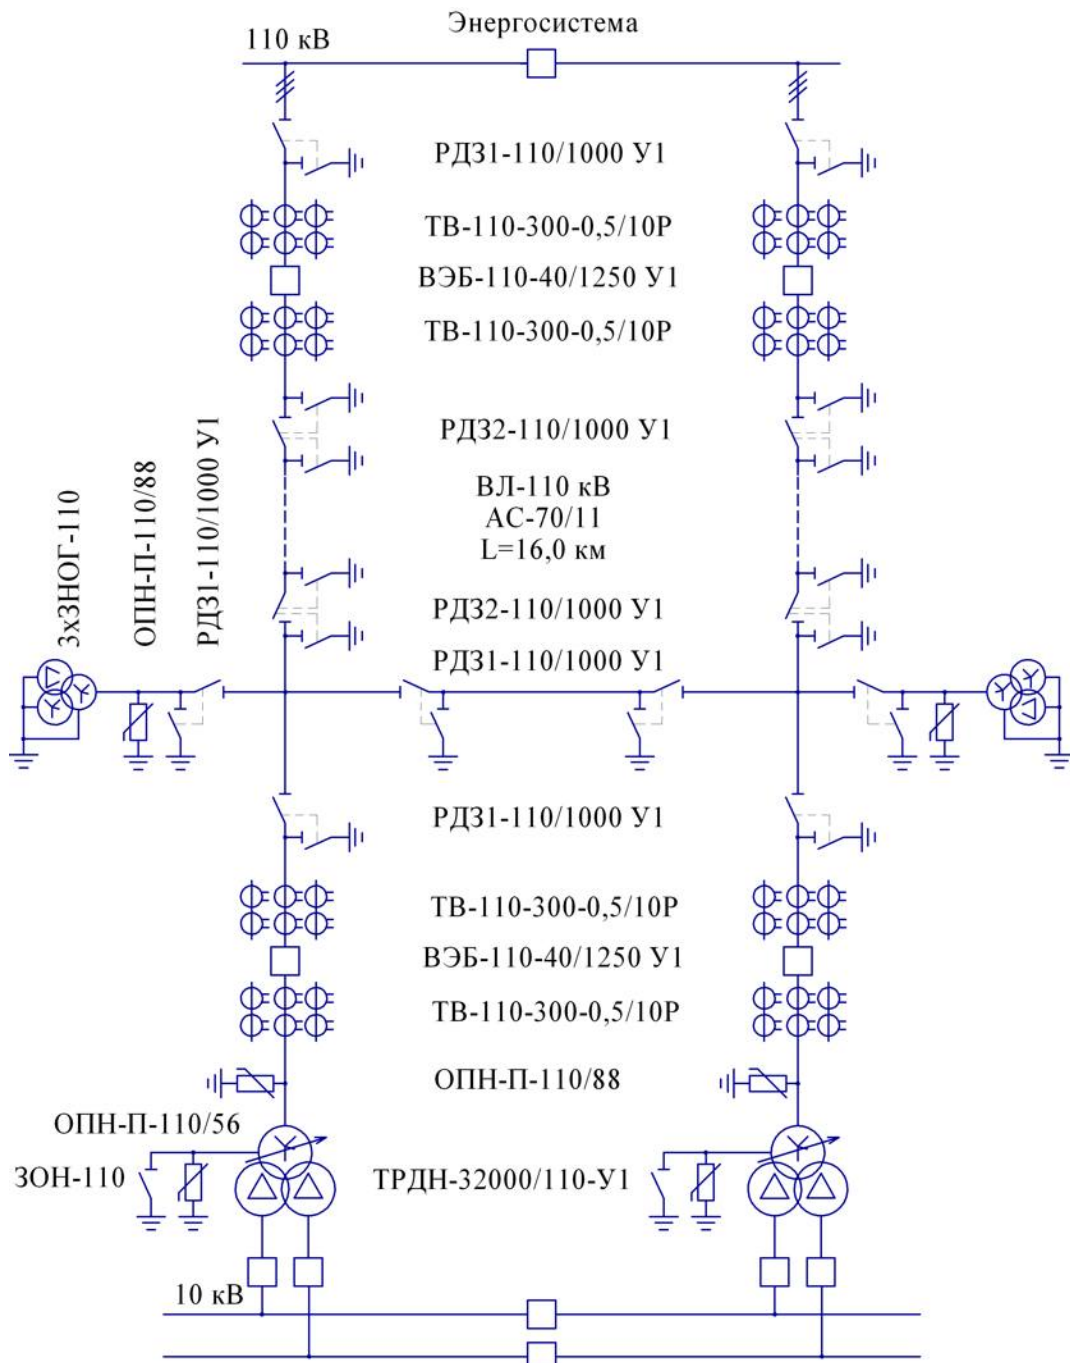 Энергосистема
110 кВ
РДЗ1-110/1000 У1
ТВ-110-300-0,5/10Р
ВЭБ-110-40/1250 У1
ТВ-110-300-0,5/10Р
РДЗ2-110/1000 У1
ВЛ-110 кВ
АС-70/11
L=16,0 км
3хЗНОГ-110
ОПН-П-110/88
РДЗ1-110/1000 У1
РДЗ2-110/1000 У1
РДЗ1-110/1000 У1
РДЗ1-110/1000 У1
ТВ-110-300-0,5/10Р
ВЭБ-110-40/1250 У1
ТВ-110-300-0,5/10Р
ОПН-П-110/88
ОПН-П-110/56
ЗОН-110
ТРДН-32000/110-У1
10 кВ